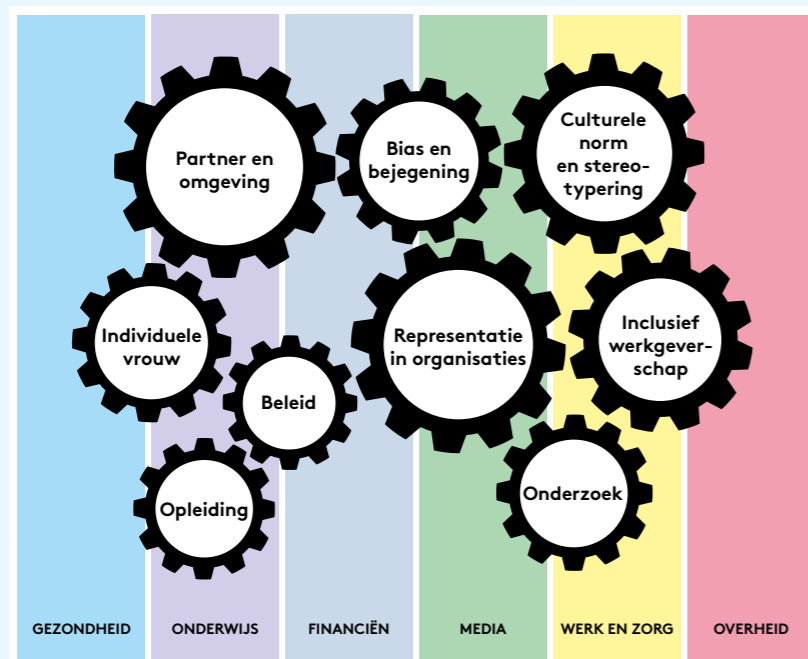 Partner en
omgeving
Bias en
bejegening
Culturele
norm
en stereo-
typering
Individuele
vrouw
Beleid
Representatie
in organisaties
Inclusief
werkgever-
schap
Opleiding
Onderzoek
GEZONDHEID
ONDERWIJS
FINANCIËN
MEDIA
WERK EN ZORG
OVERHEID